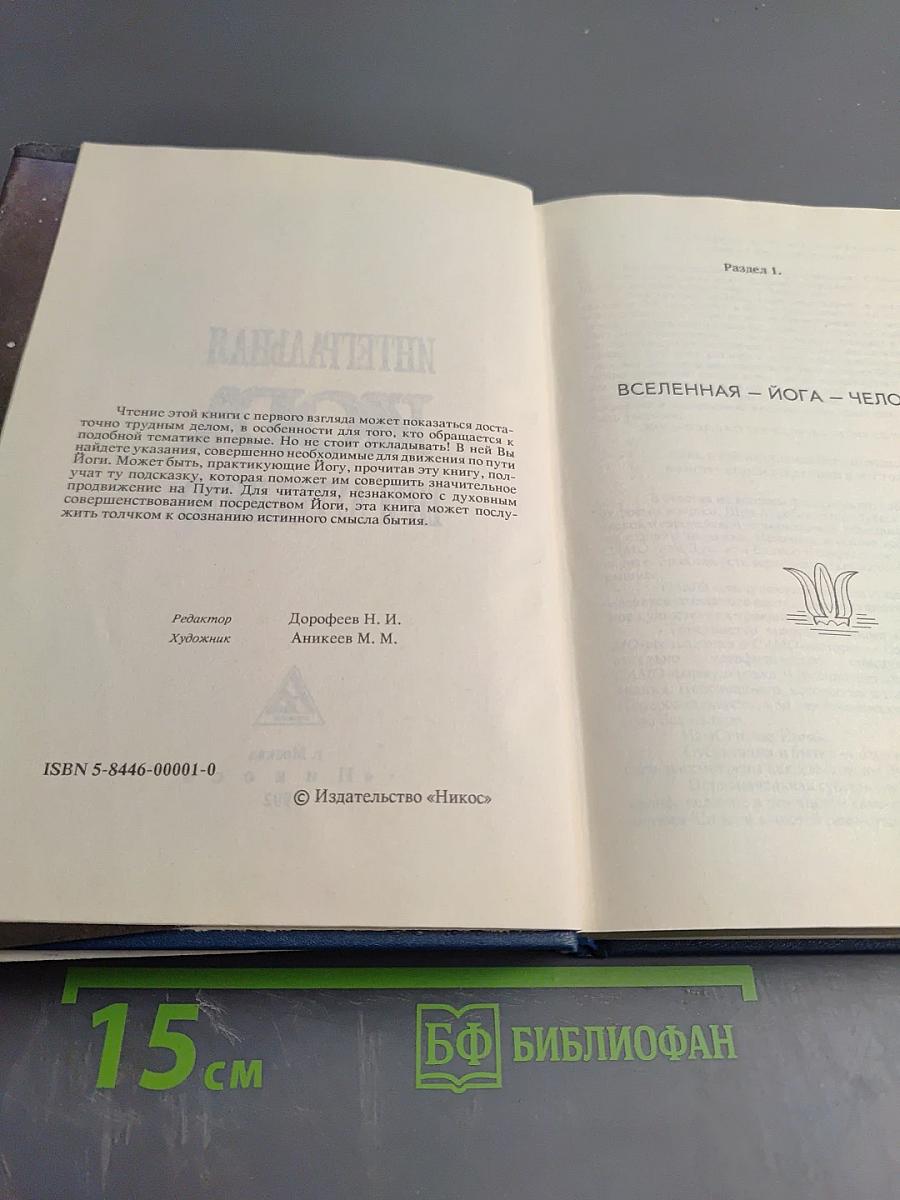 Чтение этой книги с первого взгляда может показаться доста-
точно трудным делом, в особенности для того, кто обращается к
подобной тематике впервые. Но не стоит откладывать! В ней Вы
найдете указания, совершенно необходимые для движения по пути
Йоги. Может быть, практикующие Йогу, прочитав эту книгу, пол-
учат ту подсказку, которая поможет им совершить значительное
продвижение на Пути. Для читателя, незнакомого с духовным
совершенствованием посредством Йоги, эта книга может послу-
жить толчком к осознанию истинного смысла бытия.
Редактор Дорофеев Н. И.
Художник Аникеев М. М.
ISBN 5-8446-00001-0
© Издательство «Никос»
Раздел 1.
ВСЕЛЕННАЯ — ЙОГА — ЧЕЛО
15 см
БФ БИБЛИОФАН